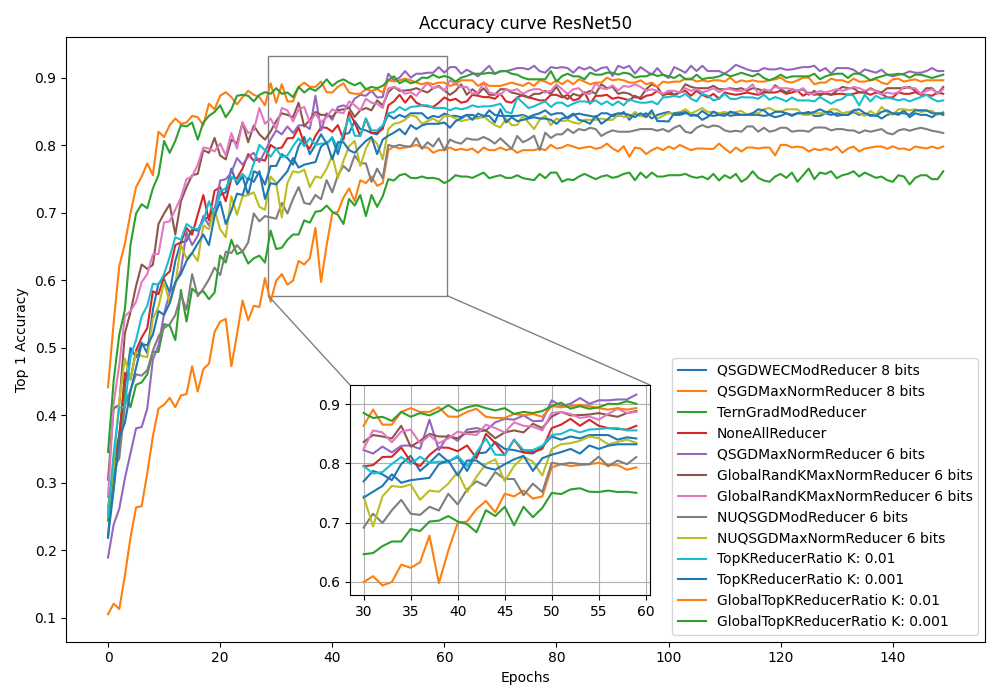 Accuracy curve ResNet50
Top 1 Accuracy
0.9
0.8
0.7
0.6
0.5
0.4
0.3
0.2
0.1
0.9
0.8
0.7
0.6
30 35 40 45 50 55 60
QSGDWECModReducer 8 bits
QSGDMaxNormReducer 8 bits
TernGradModReducer
NoneAllReducer
QSGDMaxNormReducer 6 bits
GlobalRandKMaxNormReducer 6 bits
GlobalRandKMaxNormReducer 6 bits
NUQSGDModReducer 6 bits
NUQSGDMaxNormReducer 6 bits
TopKReducerRatio K: 0.01
TopKReducerRatio K: 0.001
GlobalTopKReducerRatio K: 0.01
GlobalTopKReducerRatio K: 0.001
0 20 40 60 80 100 120 140
Epochs